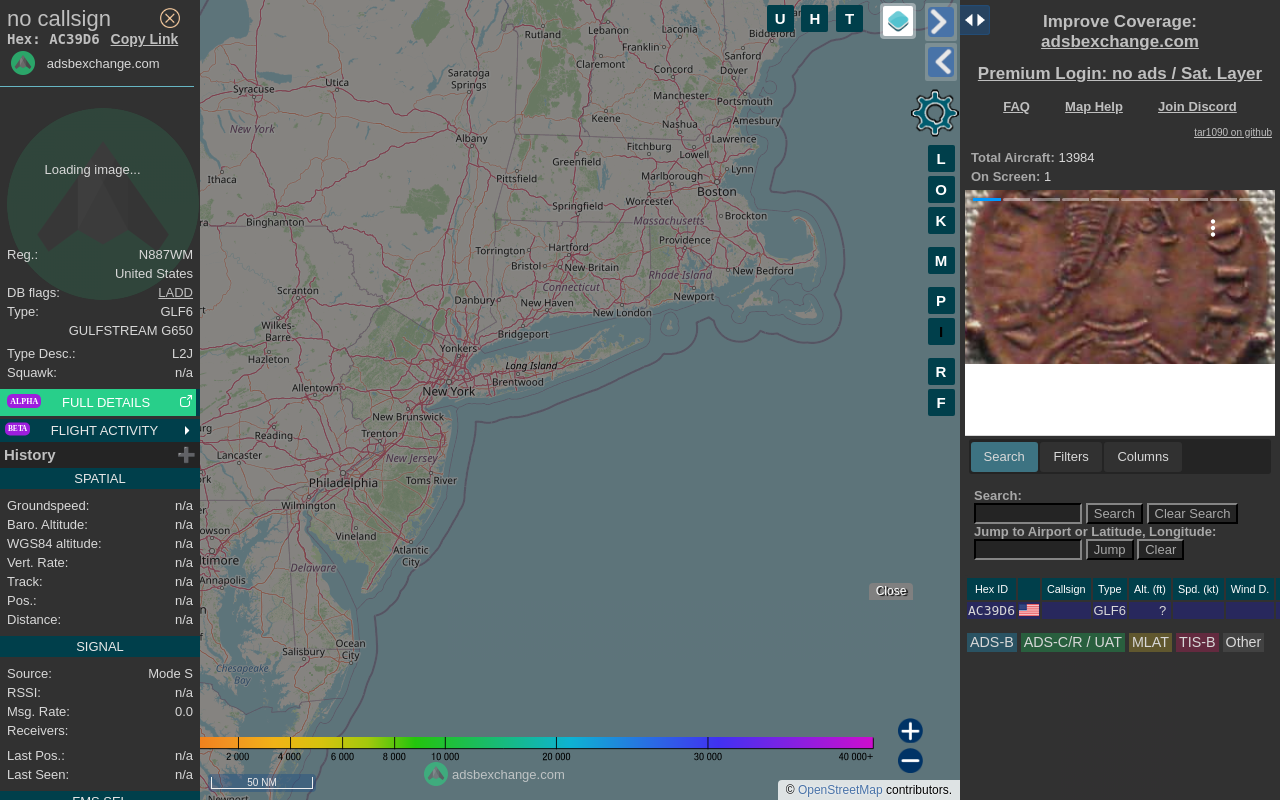 no callsign
Hex: AC39D6 Copy Link
adsbexchange.com
Loading image...
Reg.: N887WM
United States
DB flags: LADD
Type: GLF6
GULFSTREAM G650
Type Desc.: L2J
Squawk: n/a
ALPHA FULL DETAILS
BETA FLIGHT ACTIVITY
History
SPATIAL
Groundspeed: n/a
Baro. Altitude: n/a
WGS84 altitude: n/a
Vert. Rate: n/a
Track: n/a
Pos.: n/a
Distance: n/a
SIGNAL
Source: Mode S
RSSI: n/a
Msg. Rate: 0.0
Receivers:
Last Pos.: n/a
Last Seen: n/a
FMS SEL
U H T
L
O
K
M
P
I
R
F
Rutland
Lebanon
Laconia
Biddeford
Franklin
Sanford
Claremont
Concord
Dover
Saratoga
Springs
Utica
Syracuse
Manchester
Portsmouth
Keene
Nashua
Amesbury
New York
Albany
Fitchburg
Lawrence
Lowell
Greenfield
Ithaca
Pittsfield
Marlborough
Lynn
Boston
Worcester
Springfield
Massachusetts
Brockton
Binghamton
Providence
Torrington
Hartford
Bristol
New Britain
Rhode Island
New Bedford
Connecticut
Scranton
Danbury
New Haven
Newport
New London
Wilkes-
Barre
Bridgeport
Yonkers
Hazleton
Long Island
Brentwood
Allentown
New York
New Brunswick
Reading
Trenton
Lancaster
New Jersey
Philadelphia
Toms River
Wilmington
Vineland
Atlantic
City
Delaware
Annapolis
Ocean
City
Salisbury
Chesapeake
Bay
Close
2 000 4 000 6 000 8 000 10 000 20 000 30 000 40 000+
adsbexchange.com
50 NM
© OpenStreetMap contributors.
Improve Coverage:
adsbexchange.com
Premium Login: no ads / Sat. Layer
FAQ Map Help Join Discord
tar1090 on github
Total Aircraft: 13984
On Screen: 1
Search Filters Columns
Search:
Search Clear Search
Jump to Airport or Latitude, Longitude:
Jump Clear
Hex ID Callsign Type Alt. (ft) Spd. (kt) Wind D.
AC39D6 GLF6 ?
ADS-B ADS-C/R / UAT MLAT TIS-B Other